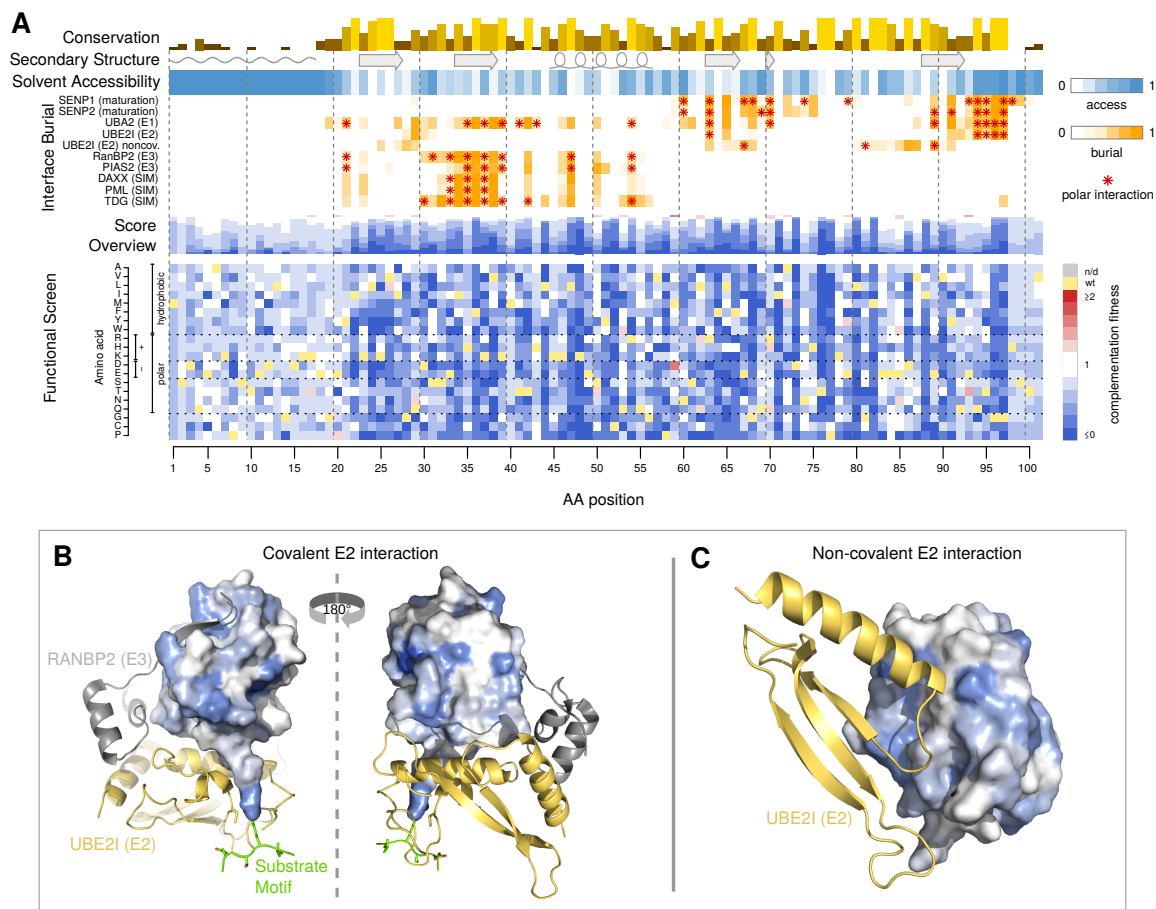 A
Conservation
Secondary Structure
Solvent Accessibility
0 1
access
Interface Burial
SENP1 (maturation)
SENP2 (maturation)
UBA2 (E1)
UBE2I (E2)
UBE2I (E2) noncov.
RanBP2 (E3)
PIAS2 (E3)
DAXX (SIM)
PML (SIM)
TDG (SIM)
0 1
burial
polar interaction
Score
Overview
Functional Screen
Amino acid
A
V
L
I
M
F
Y
W
R
H
K
D
E
S
T
N
Q
G
C
P
hydrophobic
+
−
polar
n/d
wt
≥2
1
≤0
complementation fitness
1 5 10 15 20 25 30 35 40 45 50 55 60 65 70 75 80 85 90 95 100
AA position
B
Covalent E2 interaction
180°
RANBP2 (E3)
UBE2I (E2)
Substrate
Motif
C
Non-covalent E2 interaction
UBE2I (E2)